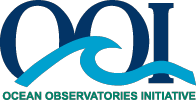 OOI
OCEAN OBSERVATORIES INITIATIVE